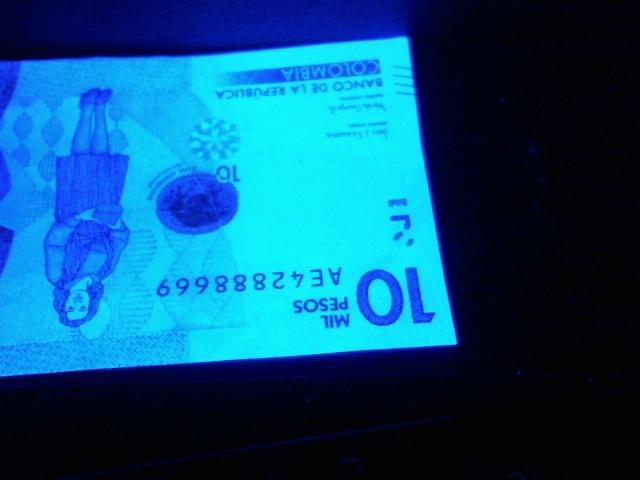 10 MIL
PESOS
AE42888669
10
BANCO DE LA REPÚBLICA
COLOMBIA